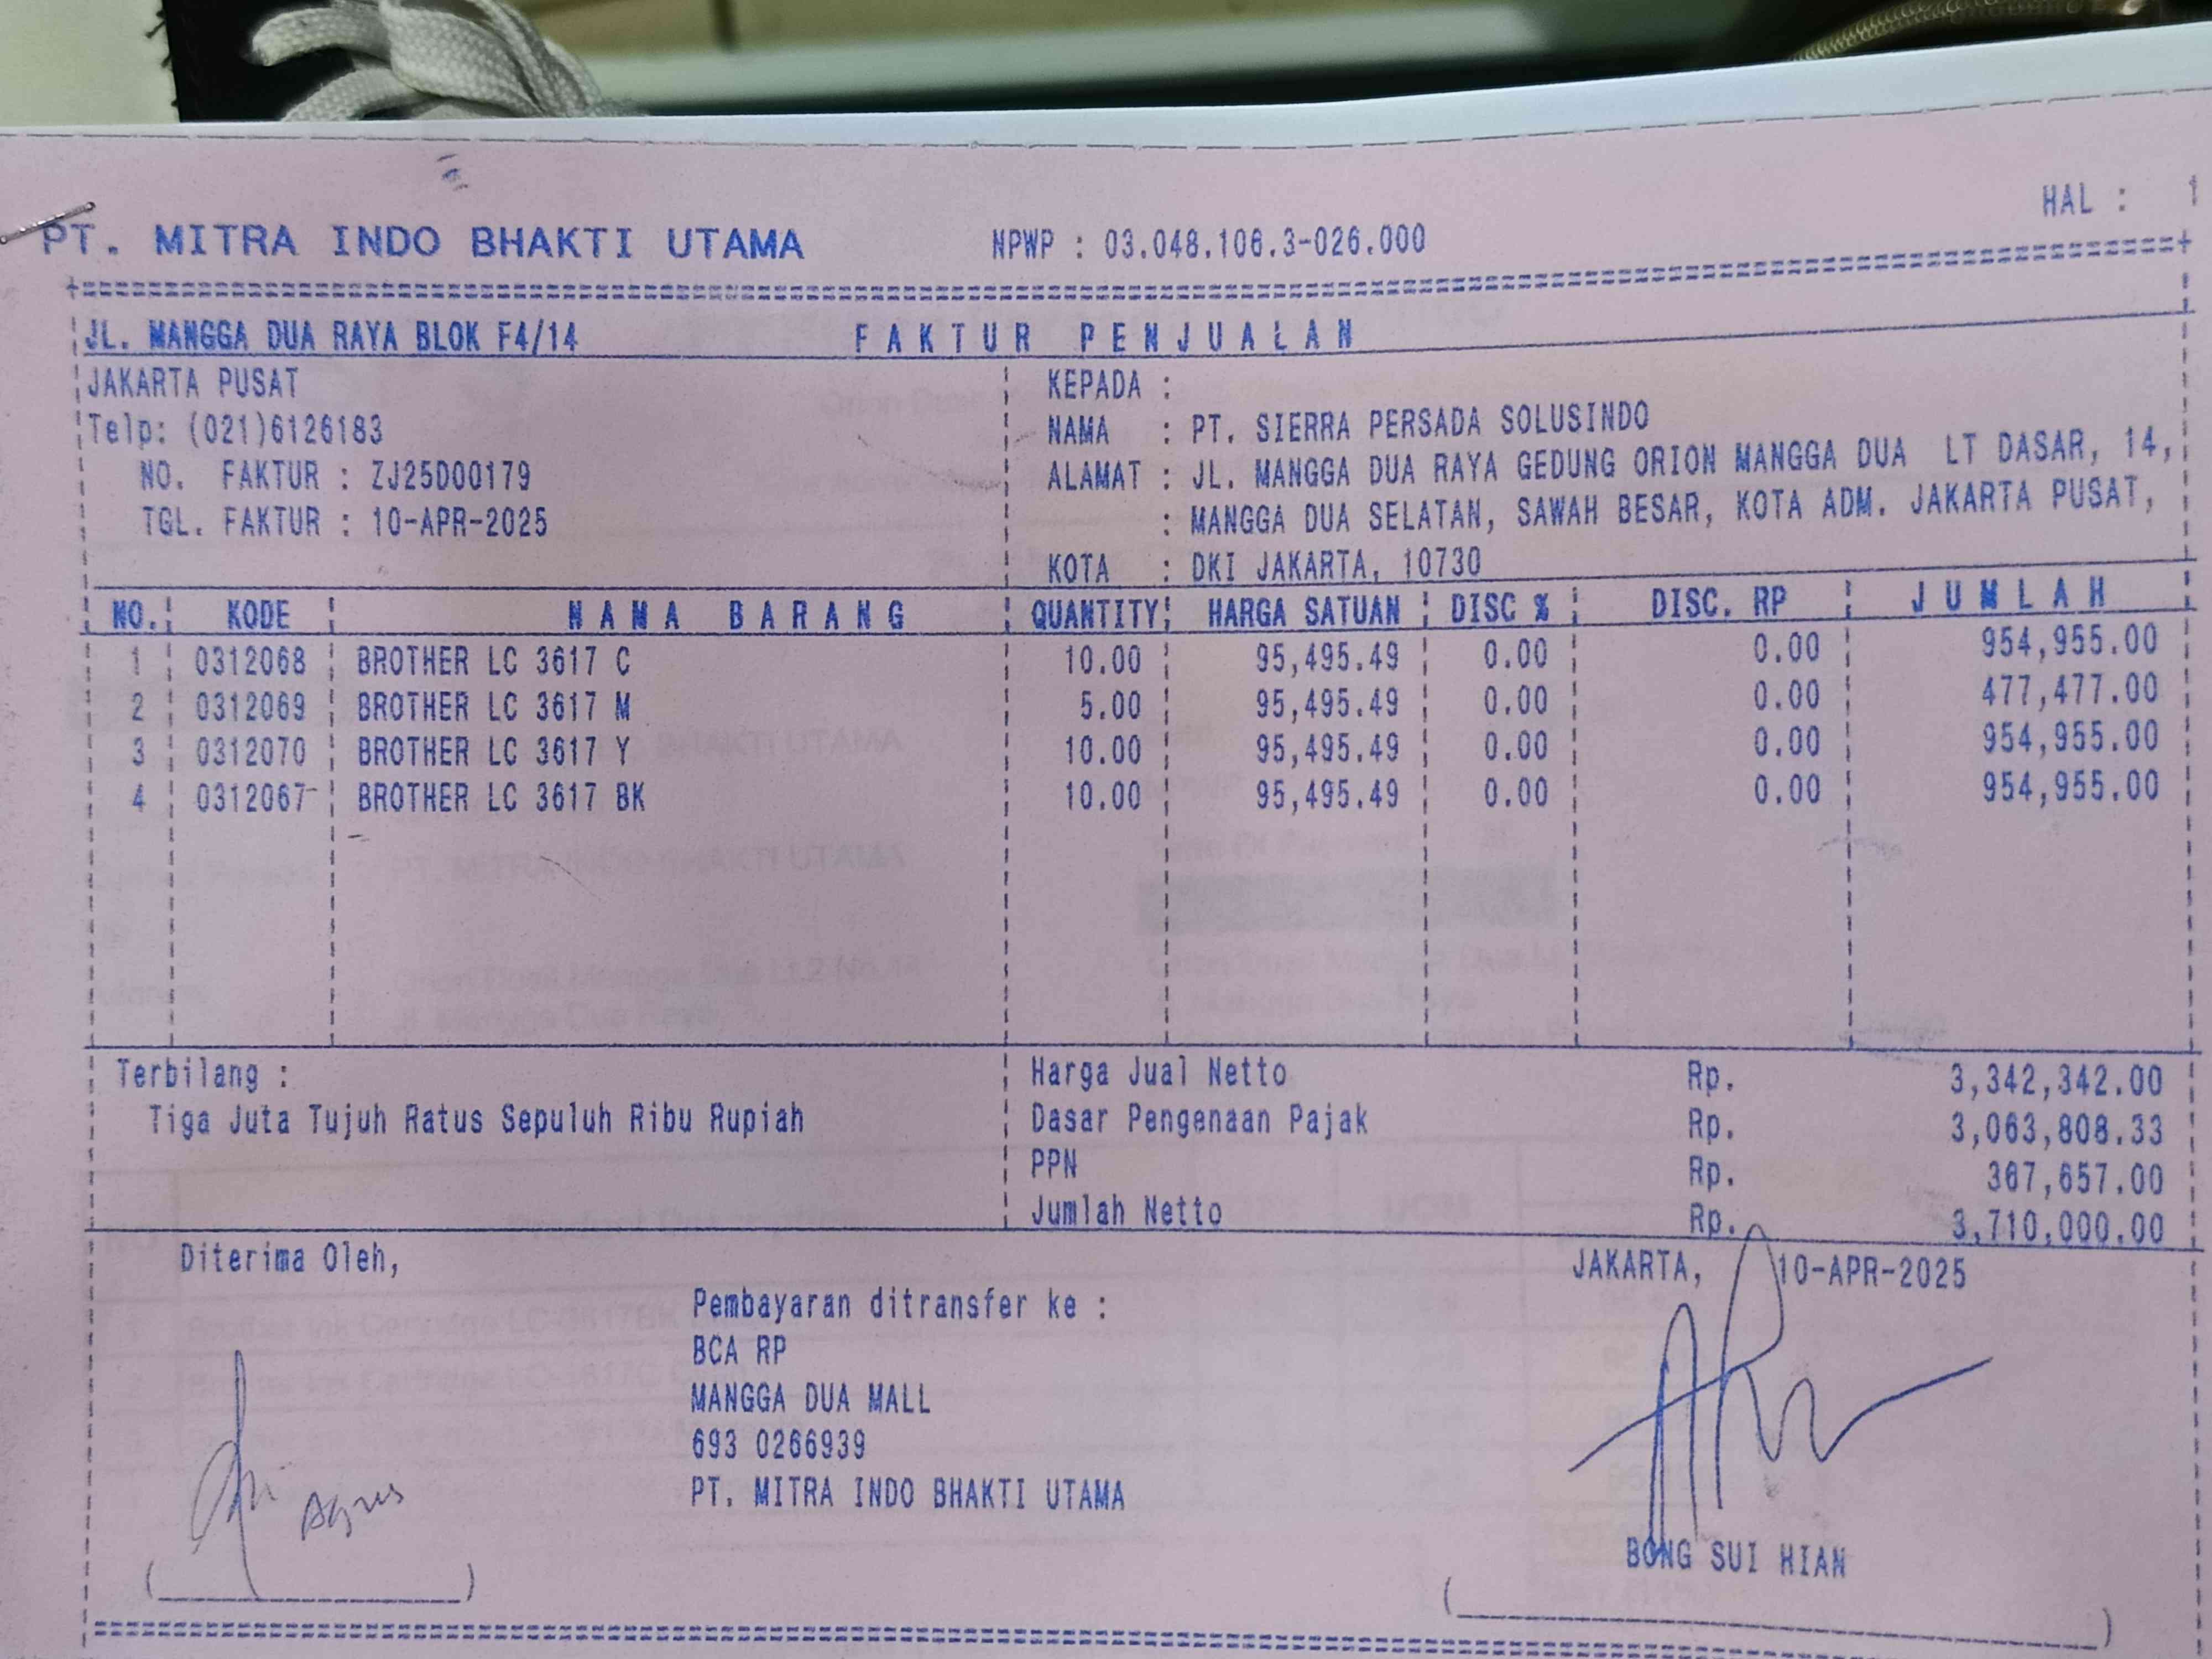 HAL : 1
PT. MITRA INDO BHAKTI UTAMA NPWP : 03.048.106.3-026.000
JL. MANGGA DUA RAYA BLOK F4/14 FAKTUR PENJUALAN
JAKARTA PUSAT KEPADA :
Telp: (021)6126183 NAMA : PT. SIERRA PERSADA SOLUSINDO
NO. FAKTUR : ZJ25D00179 ALAMAT : JL. MANGGA DUA RAYA GEDUNG ORION MANGGA DUA LT DASAR, 14,
TGL. FAKTUR : 10-APR-2025 : MANGGA DUA SELATAN, SAWAH BESAR, KOTA ADM. JAKARTA PUSAT,
KOTA : DKI JAKARTA, 10730
NO. KODE NAMA BARANG QUANTITY HARGA SATUAN DISC % DISC. RP JUMLAH
1 0312068 BROTHER LC 3617 C 10.00 95,495.49 0.00 0.00 954,955.00
2 0312069 BROTHER LC 3617 M 5.00 95,495.49 0.00 0.00 477,477.00
3 0312070 BROTHER LC 3617 Y 10.00 95,495.49 0.00 0.00 954,955.00
4 0312067 BROTHER LC 3617 BK 10.00 95,495.49 0.00 0.00 954,955.00
Terbilang : Harga Jual Netto Rp. 3,342,342.00
Tiga Juta Tujuh Ratus Sepuluh Ribu Rupiah Dasar Pengenaan Pajak Rp. 3,063,808.33
PPN Rp. 367,657.00
Jumlah Netto Rp. 3,710,000.00
Diterima Oleh, JAKARTA, 10-APR-2025
Pembayaran ditransfer ke :
BCA RP
MANGGA DUA MALL
693 0266939
PT. MITRA INDO BHAKTI UTAMA
Agus
BONG SUI HIAN